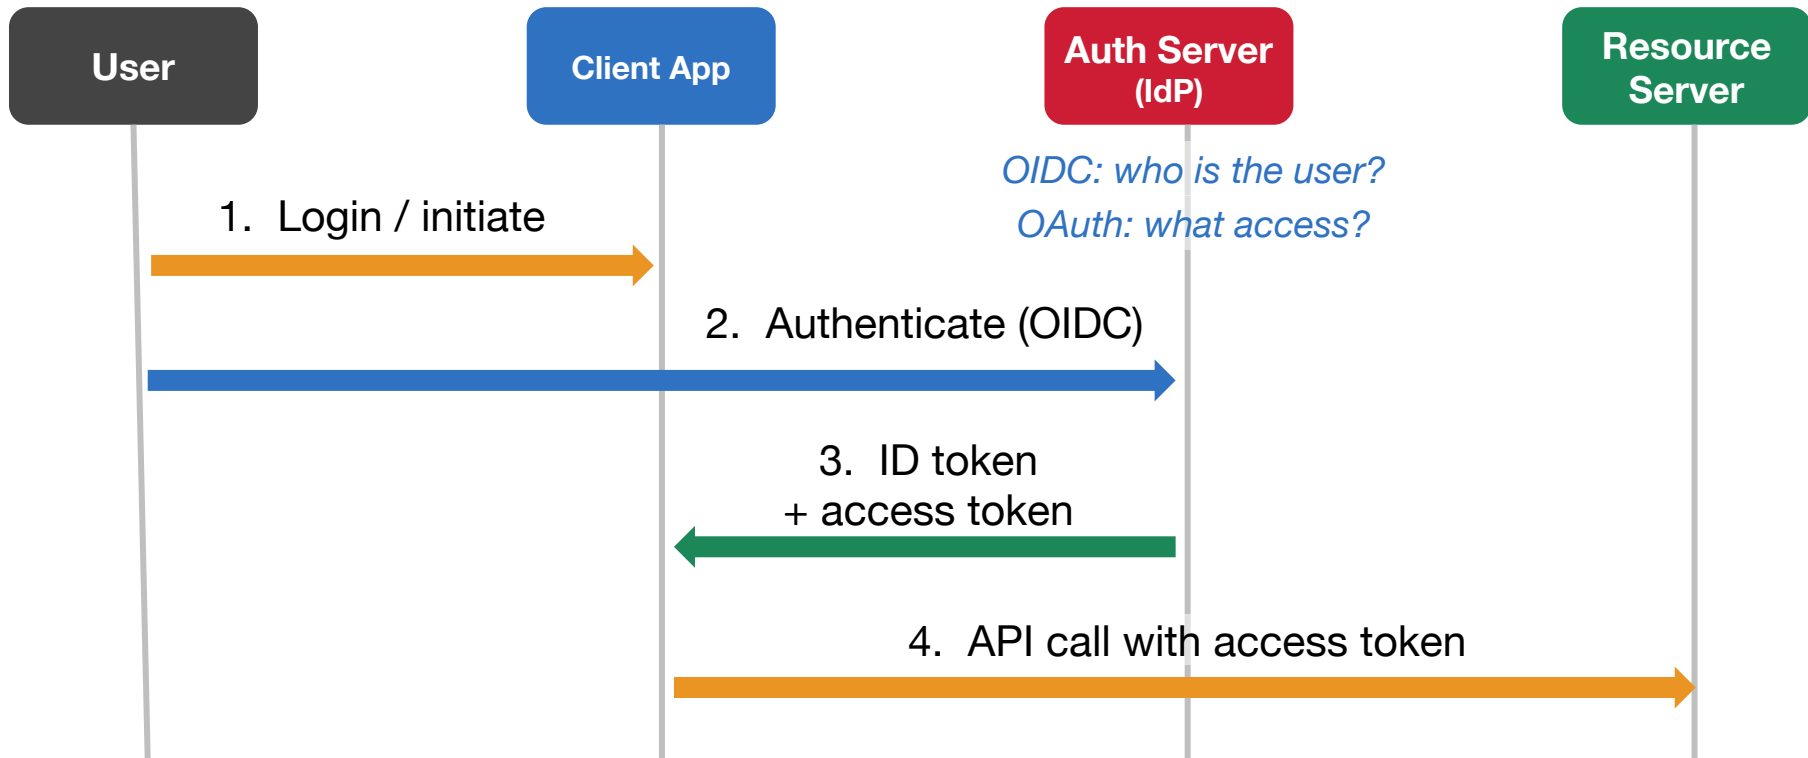 User
Client App
Auth Server
(IdP)
Resource
Server
OIDC: who is the user?
OAuth: what access?
1. Login / initiate
2. Authenticate (OIDC)
3. ID token
+ access token
4. API call with access token